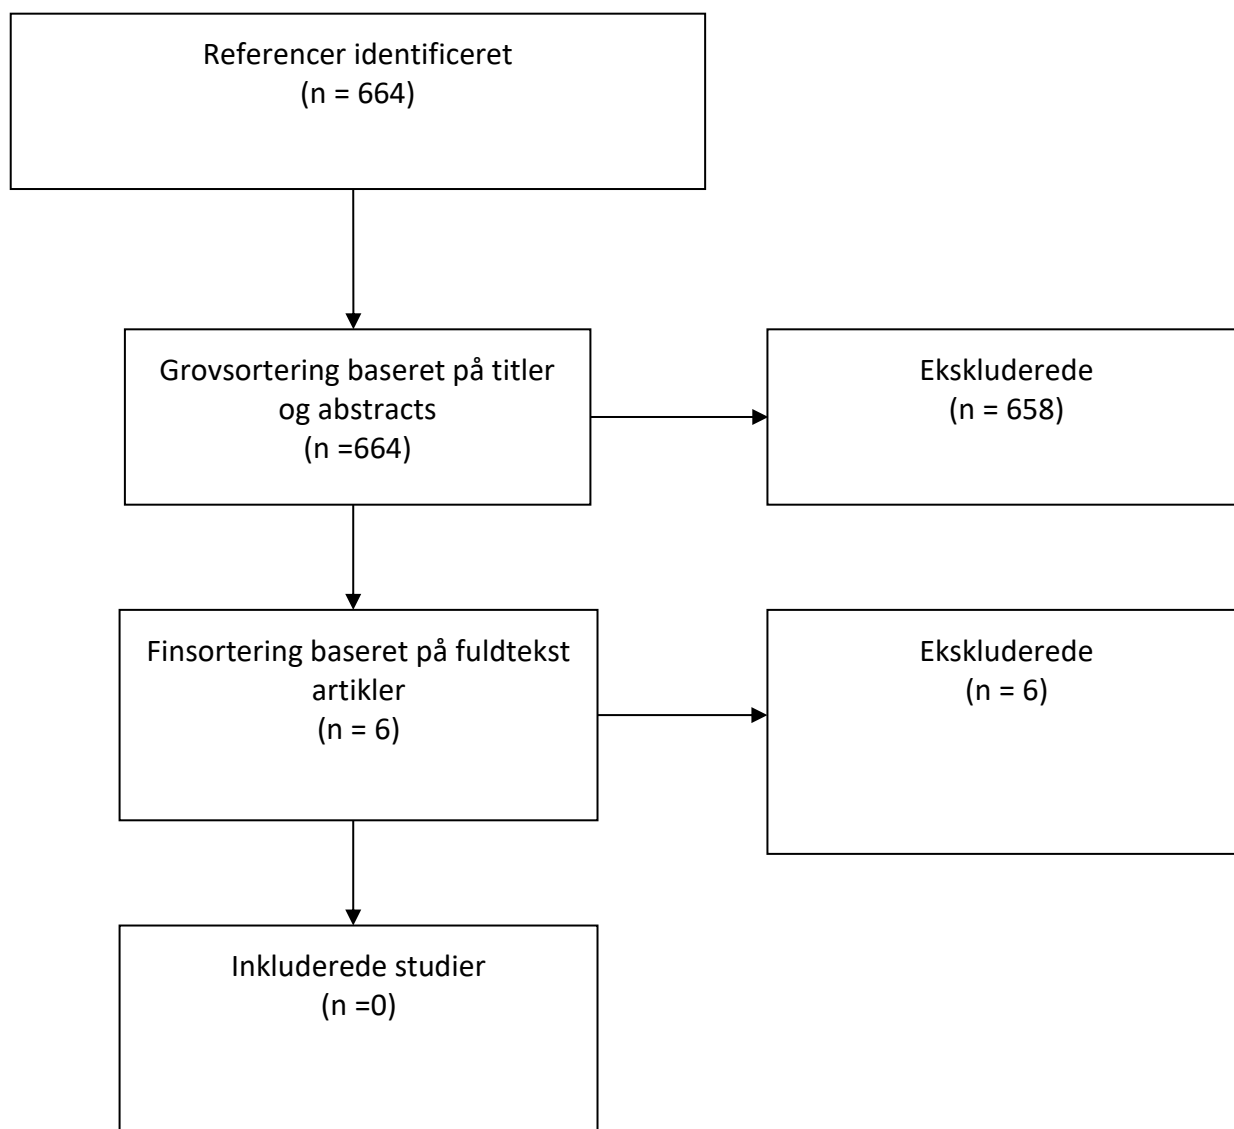 Referencer identificeret
(n = 664)
Grovsortering baseret på titler
og abstracts
(n =664)
Ekskluderede
(n = 658)
Finsortering baseret på fuldtekst
artikler
(n = 6)
Ekskluderede
(n = 6)
Inkluderede studier
(n =0)